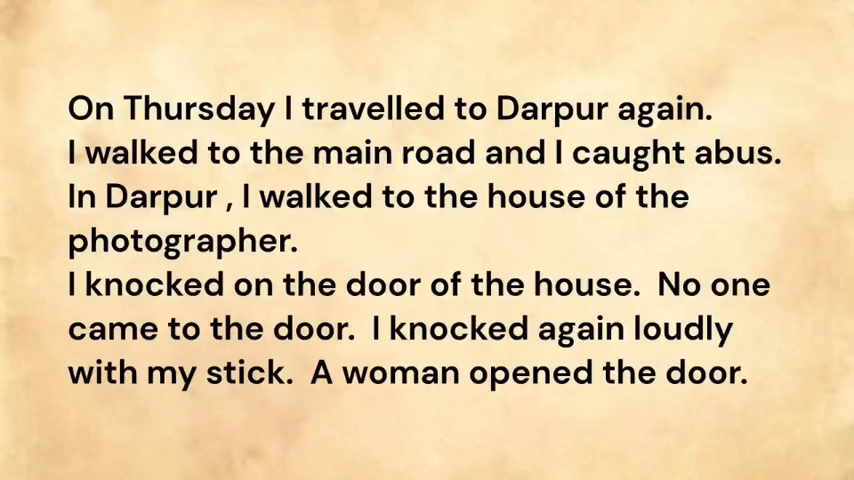 On Thursday I travelled to Darpur again.
I walked to the main road and I caught abus.
In Darpur , I walked to the house of the
photographer.
I knocked on the door of the house.  No one
came to the door.  I knocked again loudly
with my stick.  A woman opened the door.